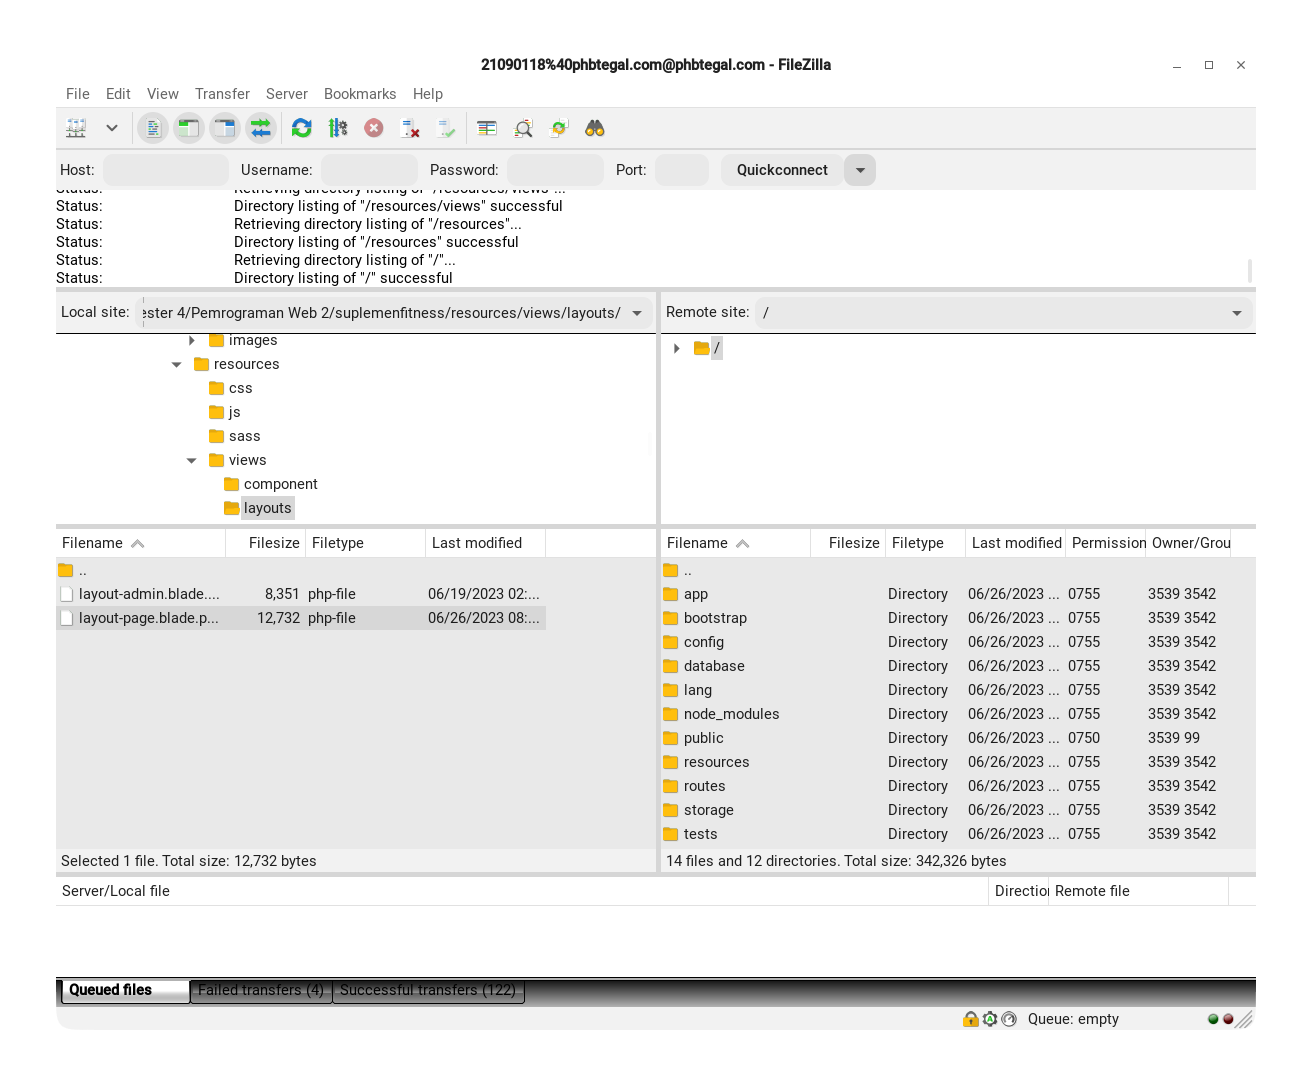 21090118%40phbtegal.com@phbtegal.com - FileZilla
File Edit View Transfer Server Bookmarks Help
Host: Username: Password: Port: Quickconnect
Status: Retrieving directory listing of "/resources/views"...
Status: Directory listing of "/resources/views" successful
Status: Retrieving directory listing of "/resources"...
Status: Directory listing of "/resources" successful
Status: Retrieving directory listing of "/"...
Status: Directory listing of "/" successful
Local site: ester 4/Pemrograman Web 2/suplemenfitness/resources/views/layouts/
images
resources
css
js
sass
views
component
layouts
Remote site: /
/
Filename Filesize Filetype Last modified
..
layout-admin.blade.... 8,351 php-file 06/19/2023 02:...
layout-page.blade.p... 12,732 php-file 06/26/2023 08:...
Selected 1 file. Total size: 12,732 bytes
Filename Filesize Filetype Last modified Permission Owner/Grou
..
app Directory 06/26/2023 ... 0755 3539 3542
bootstrap Directory 06/26/2023 ... 0755 3539 3542
config Directory 06/26/2023 ... 0755 3539 3542
database Directory 06/26/2023 ... 0755 3539 3542
lang Directory 06/26/2023 ... 0755 3539 3542
node_modules Directory 06/26/2023 ... 0755 3539 3542
public Directory 06/26/2023 ... 0750 3539 99
resources Directory 06/26/2023 ... 0755 3539 3542
routes Directory 06/26/2023 ... 0755 3539 3542
storage Directory 06/26/2023 ... 0755 3539 3542
tests Directory 06/26/2023 ... 0755 3539 3542
14 files and 12 directories. Total size: 342,326 bytes
Server/Local file Direction Remote file
Queued files Failed transfers (4) Successful transfers (122)
Queue: empty